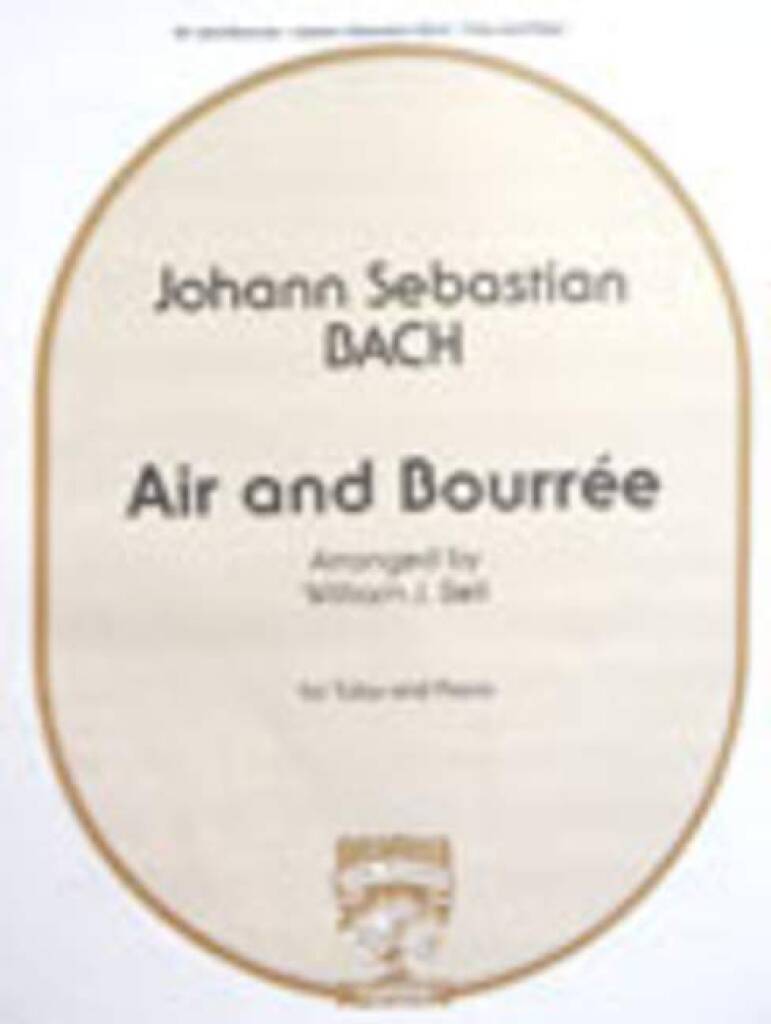 Johann Sebastian
BACH
Air and Bourrée
Arranged by
William J. Bell
for Tuba and Piano